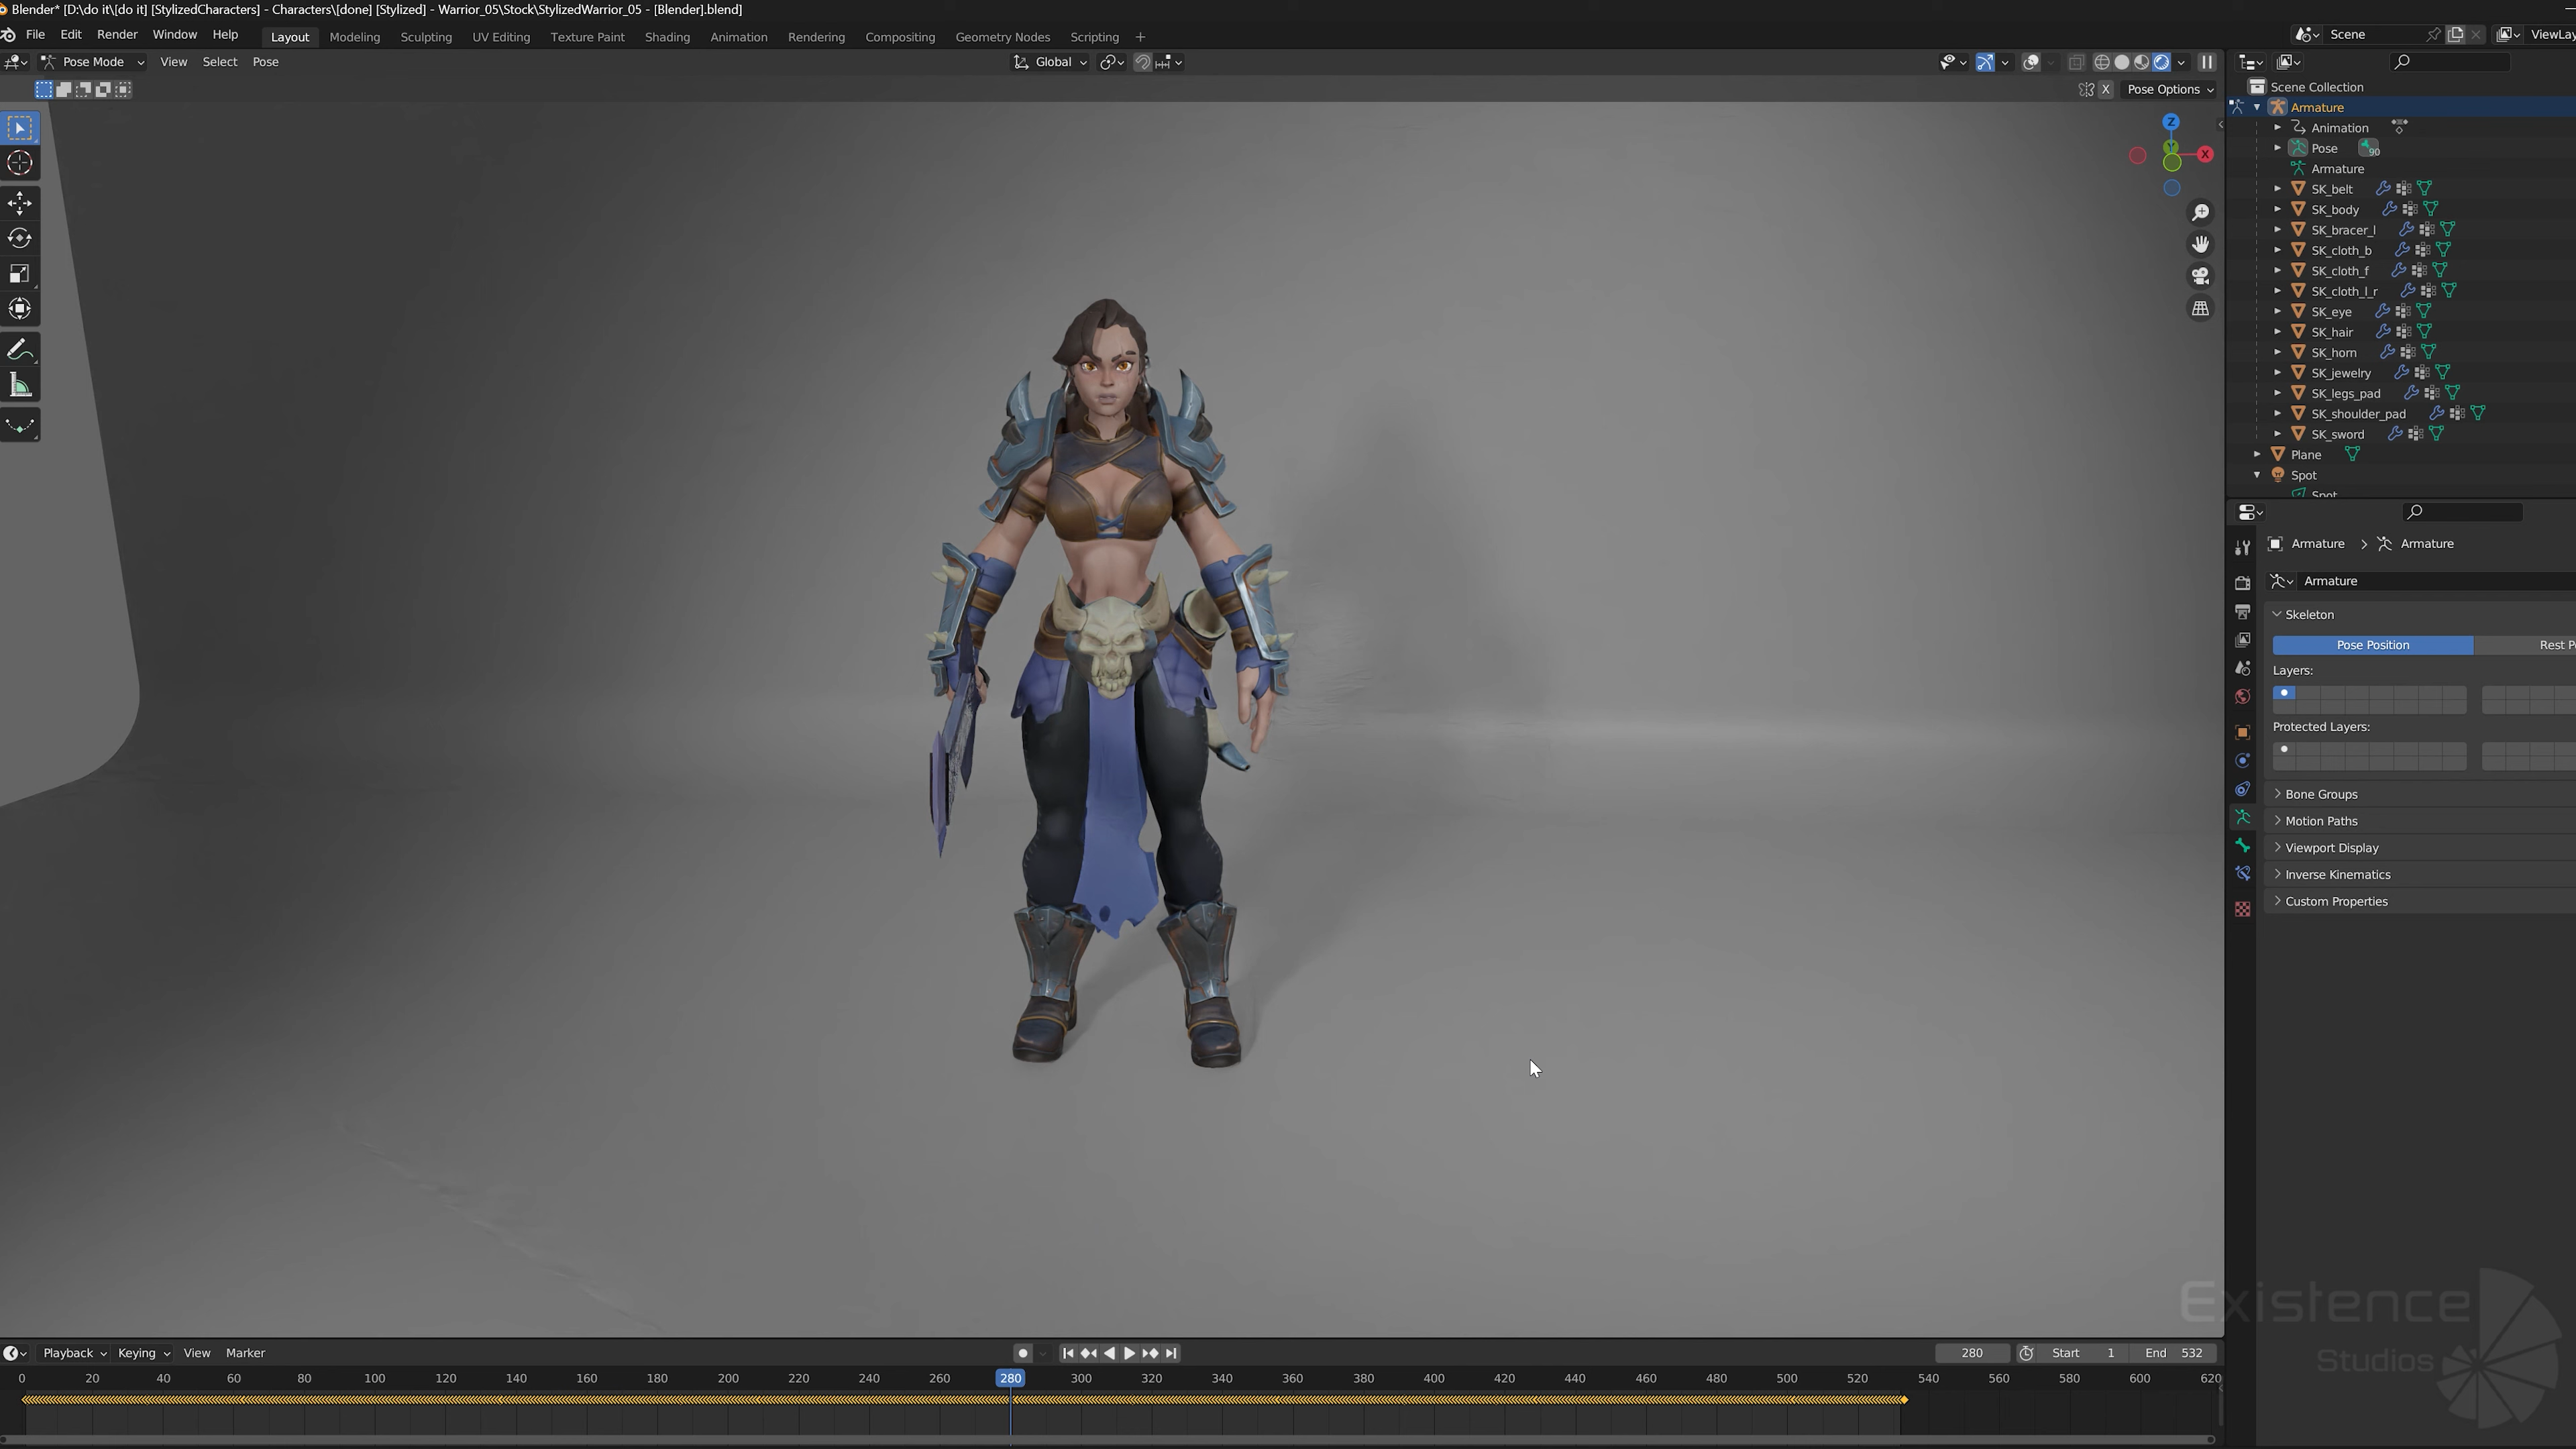 Blender* [D:\do it\[do it] [StylizedCharacters] - Characters\[done] [Stylized] - Warrior_05\Stock\StylizedWarrior_05 - [Blender].blend]
File Edit Render Window Help Layout Modeling Sculpting UV Editing Texture Paint Shading Animation Rendering Compositing Geometry Nodes Scripting + Scene ViewLay
Pose Mode View Select Pose Global
X Pose Options
Z
Y
X
Scene Collection
Armature
Animation
Pose 90
Armature
SK_belt
SK_body
SK_bracer_l
SK_cloth_b
SK_cloth_f
SK_cloth_l_r
SK_eye
SK_hair
SK_horn
SK_jewelry
SK_legs_pad
SK_shoulder_pad
SK_sword
Plane
Spot
Spot
Armature > Armature
Armature
Skeleton
Pose Position Rest P
Layers:
Protected Layers:
Bone Groups
Motion Paths
Viewport Display
Inverse Kinematics
Custom Properties
Existence
Studios
Playback Keying View Marker 280 Start 1 End 532
0 20 40 60 80 100 120 140 160 180 200 220 240 260 280 300 320 340 360 380 400 420 440 460 480 500 520 540 560 580 600 620